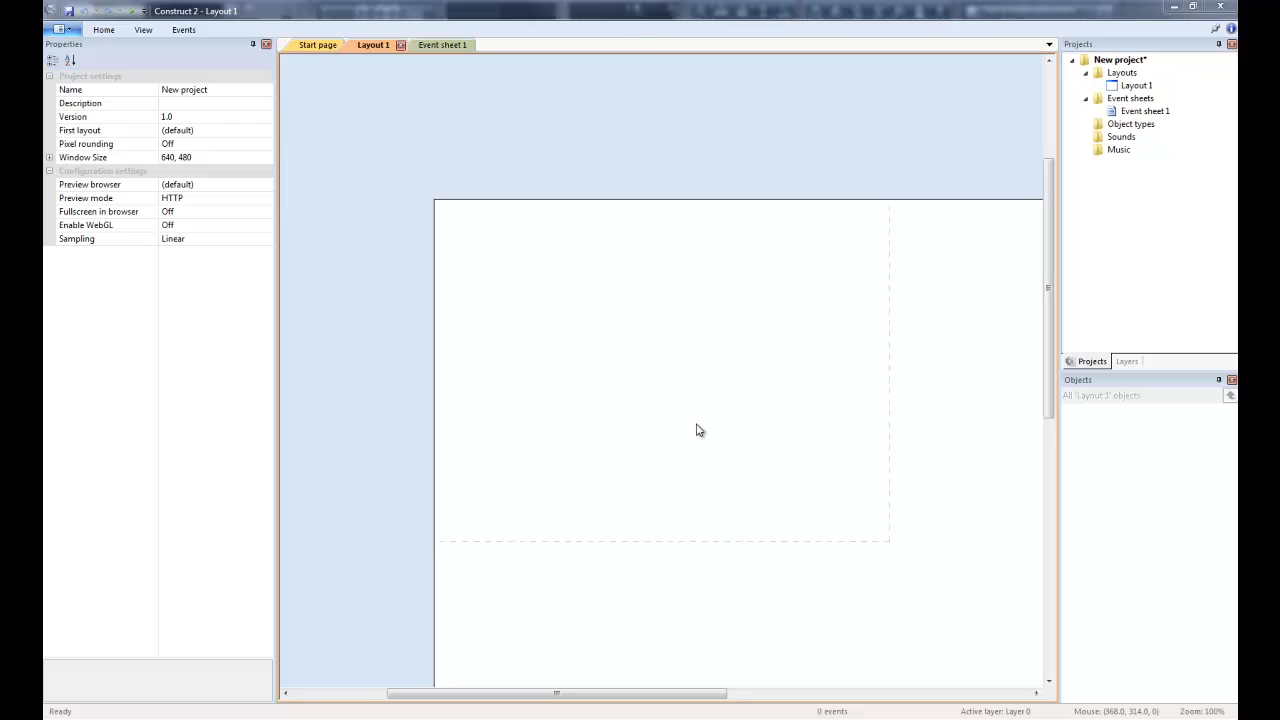 Construct 2 - Layout 1
Home View Events
Properties
Start page Layout 1 Event sheet 1
Projects
Project settings
Name New project
Description
Version 1.0
First layout (default)
Pixel rounding Off
Window Size 640, 480
Configuration settings
Preview browser (default)
Preview mode HTTP
Fullscreen in browser Off
Enable WebGL Off
Sampling Linear
New project*
Layouts
Layout 1
Event sheets
Event sheet 1
Object types
Sounds
Music
Projects Layers
Objects
All 'Layout 1' objects
Ready 0 events Active layer: Layer 0 Mouse: (368.0, 314.0, 0) Zoom: 100%